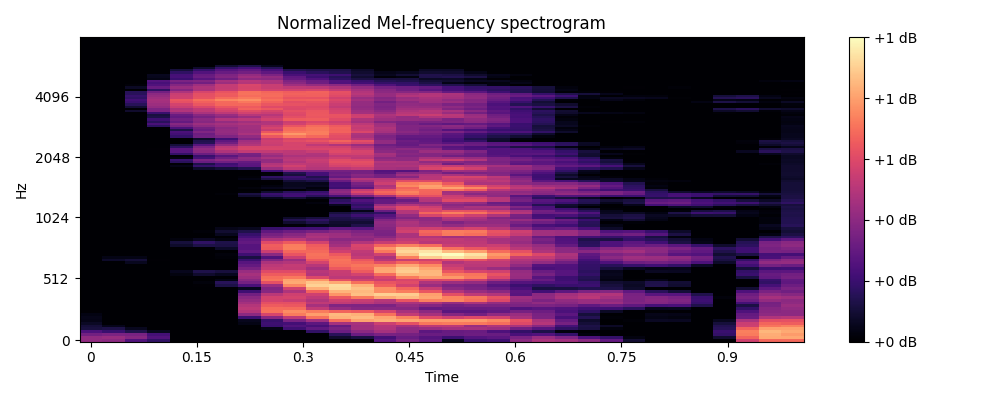 Normalized Mel-frequency spectrogram
+1 dB
4096
+1 dB
2048
+1 dB
Hz
1024
+0 dB
512
+0 dB
0
+0 dB
0 0.15 0.3 0.45 0.6 0.75 0.9
Time